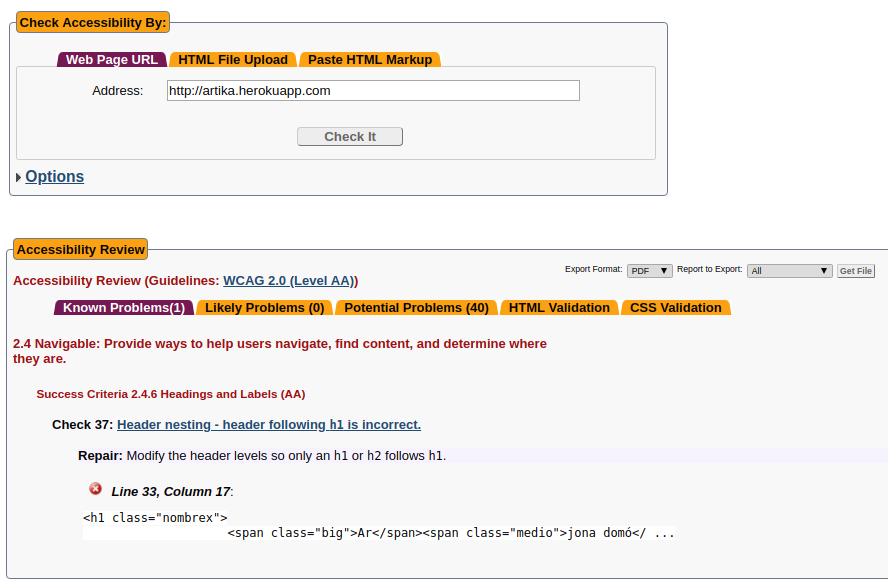 Check Accessibility By:
Web Page URL HTML File Upload Paste HTML Markup
Address: http://artika.herokuapp.com
Check It
Options
Accessibility Review
Export Format: PDF Report to Export: All Get File
Accessibility Review (Guidelines: WCAG 2.0 (Level AA))
Known Problems(1) Likely Problems (0) Potential Problems (40) HTML Validation CSS Validation
2.4 Navigable: Provide ways to help users navigate, find content, and determine where
they are.
Success Criteria 2.4.6 Headings and Labels (AA)
Check 37: Header nesting - header following h1 is incorrect.
Repair: Modify the header levels so only an h1 or h2 follows h1.
Line 33, Column 17:
<h1 class="nombrex">
<span class="big">Ar</span><span class="medio">jona domó</ ...